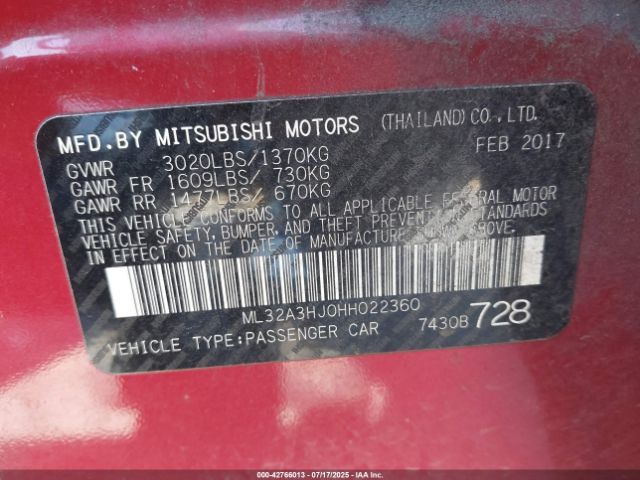 MFD.BY MITSUBISHI MOTORS (THAILAND)CO.,LTD.
FEB 2017
GVWR 3020LBS/1370KG
GAWR FR 1609LBS/ 730KG
GAWR RR 1477LBS/ 670KG
THIS VEHICLE CONFORMS TO ALL APPLICABLE FEDERAL MOTOR
VEHICLE SAFETY, BUMPER, AND THEFT PREVENTION STANDARDS
IN EFFECT ON THE DATE OF MANUFACTURE SHOWN ABOVE.
ML32A3HJ0HH022360
VEHICLE TYPE:PASSENGER CAR 7430B 728
000-42766013 - 07/17/2025 - IAAI.COM